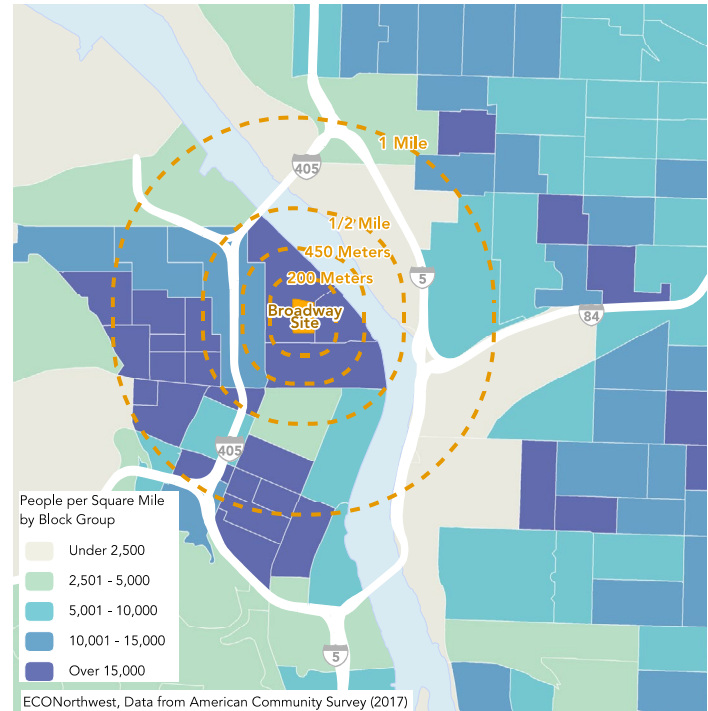 1 Mile
405
1/2 Mile
450 Meters
200 Meters
5
Broadway
Site
84
405
People per Square Mile
by Block Group
Under 2,500
2,501 - 5,000
5,001 - 10,000
10,001 - 15,000
Over 15,000
5
ECONorthwest, Data from American Community Survey (2017)